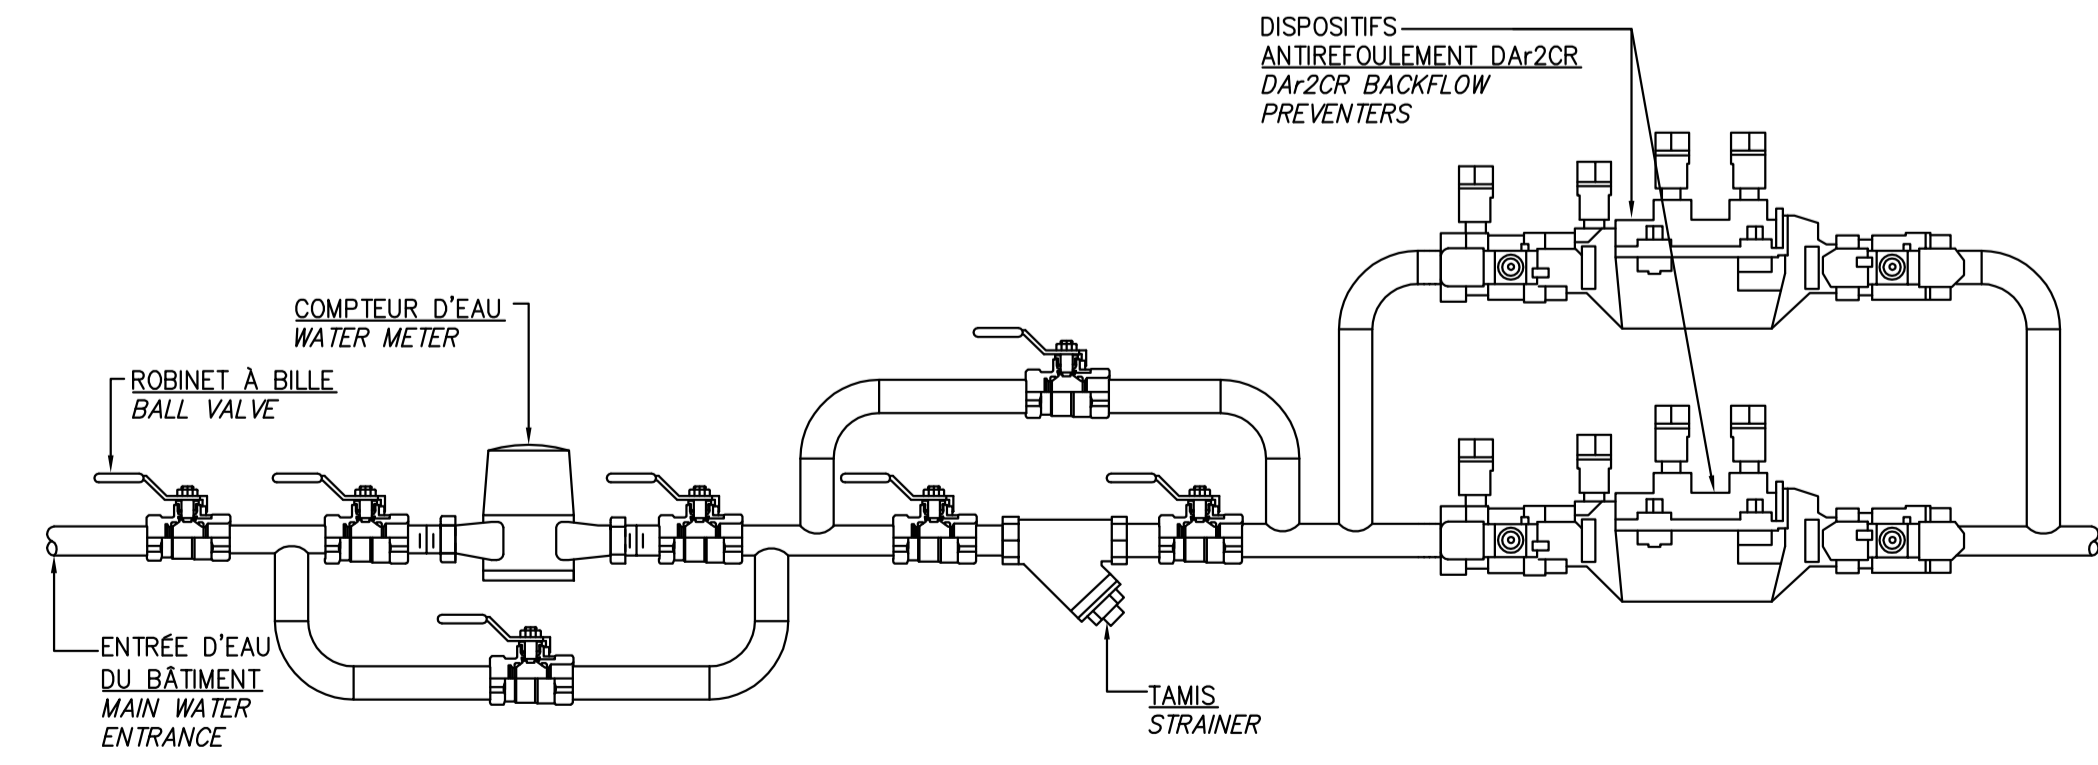 DISPOSITIFS
ANTIREFOULEMENT DAr2CR
DAr2CR BACKFLOW
PREVENTERS
COMPTEUR D'EAU
WATER METER
ROBINET À BILLE
BALL VALVE
ENTRÉE D'EAU
DU BÂTIMENT
MAIN WATER
ENTRANCE
TAMIS
STRAINER